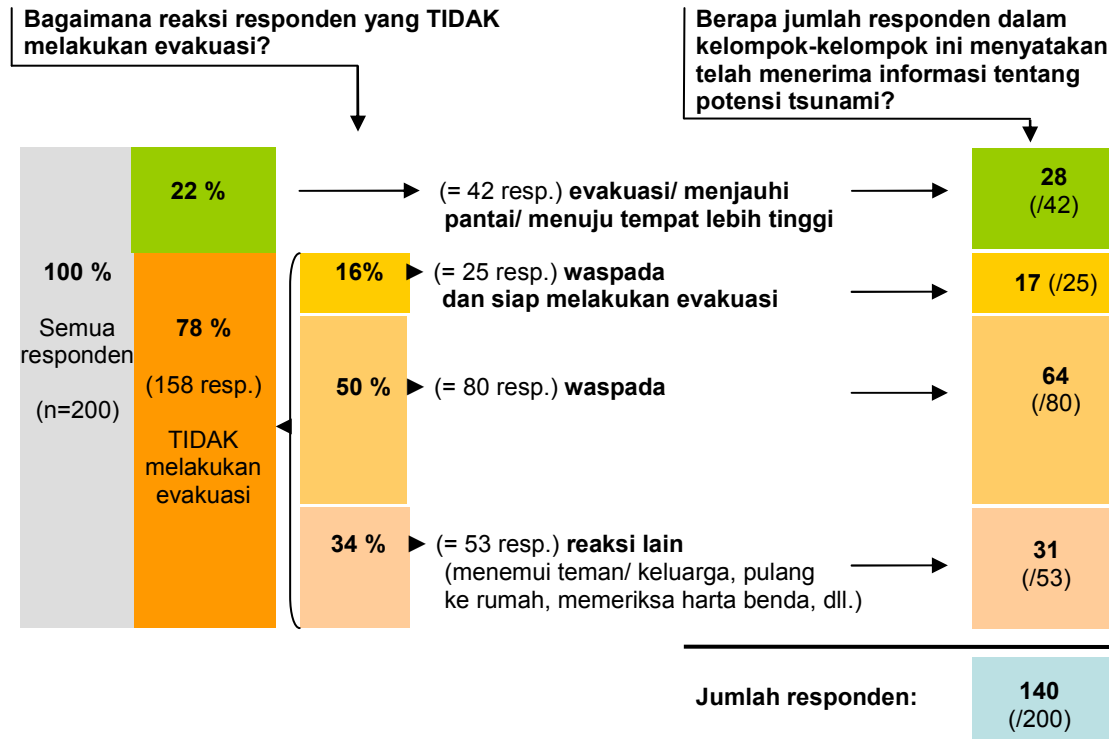 Bagaimana reaksi responden yang TIDAK
melakukan evakuasi?
Berapa jumlah responden dalam
kelompok-kelompok ini menyatakan
telah menerima informasi tentang
potensi tsunami?
100 %
Semua
responden
(n=200)
22 %
78 %
(158 resp.)
TIDAK
melakukan
evakuasi
(= 42 resp.) evakuasi/ menjauhi
pantai/ menuju tempat lebih tinggi
28
(/42)
16%
(= 25 resp.) waspada
dan siap melakukan evakuasi
17 (/25)
50 %
(= 80 resp.) waspada
64
(/80)
34 %
(= 53 resp.) reaksi lain
(menemui teman/ keluarga, pulang
ke rumah, memeriksa harta benda, dll.)
31
(/53)
Jumlah responden:
140
(/200)